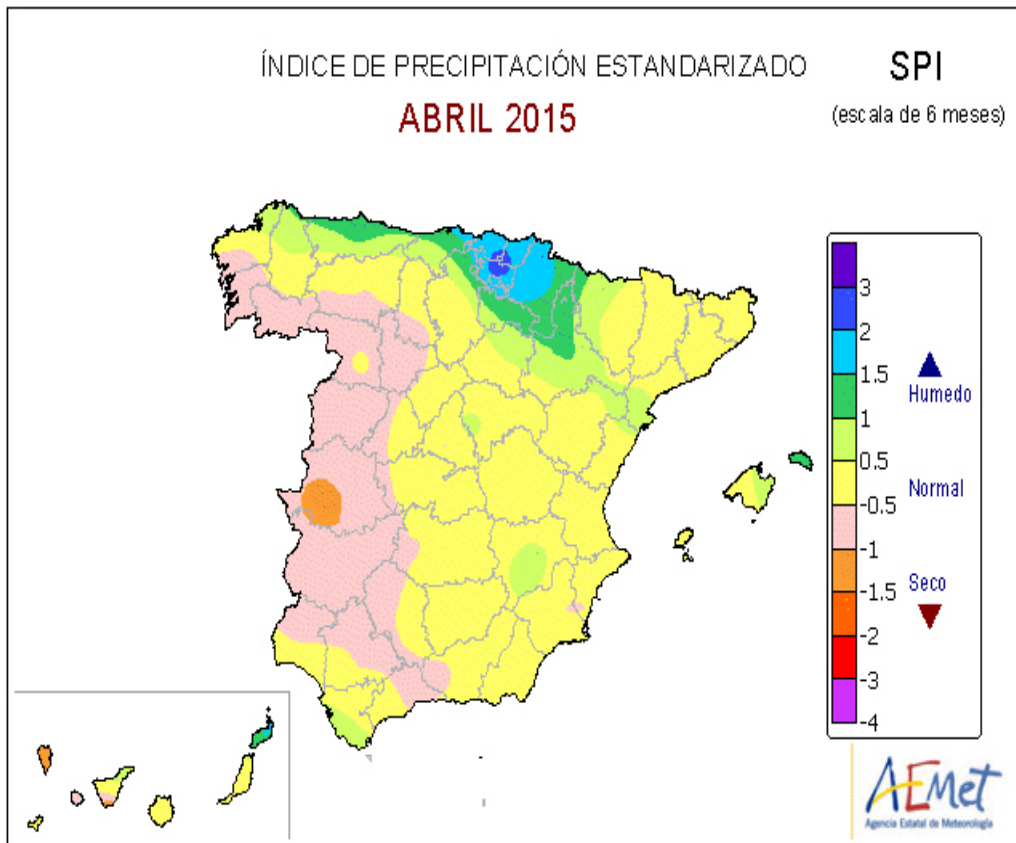 ÍNDICE DE PRECIPITACIÓN ESTANDARIZADO
SPI
ABRIL 2015
(escala de 6 meses)
3
2
1.5
1
0.5
-0.5
-1
-1.5
-2
-3
-4
Humedo
Normal
Seco
AEMet
Agencia Estatal de Meteorología